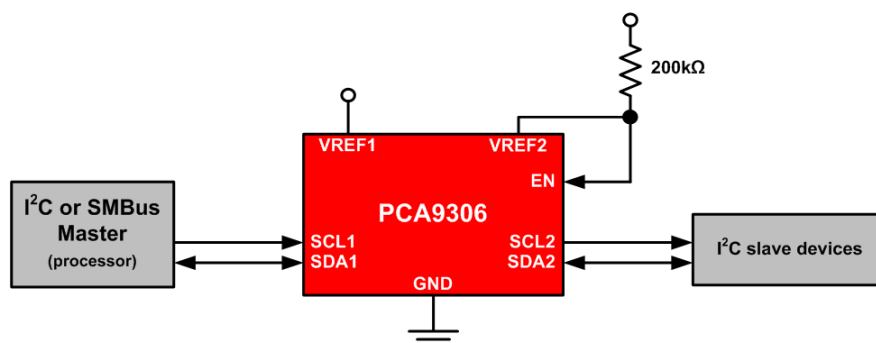 200kΩ
VREF1
VREF2
EN
I²C or SMBus
Master
(processor)
PCA9306
SCL1
SDA1
SCL2
SDA2
I²C slave devices
GND